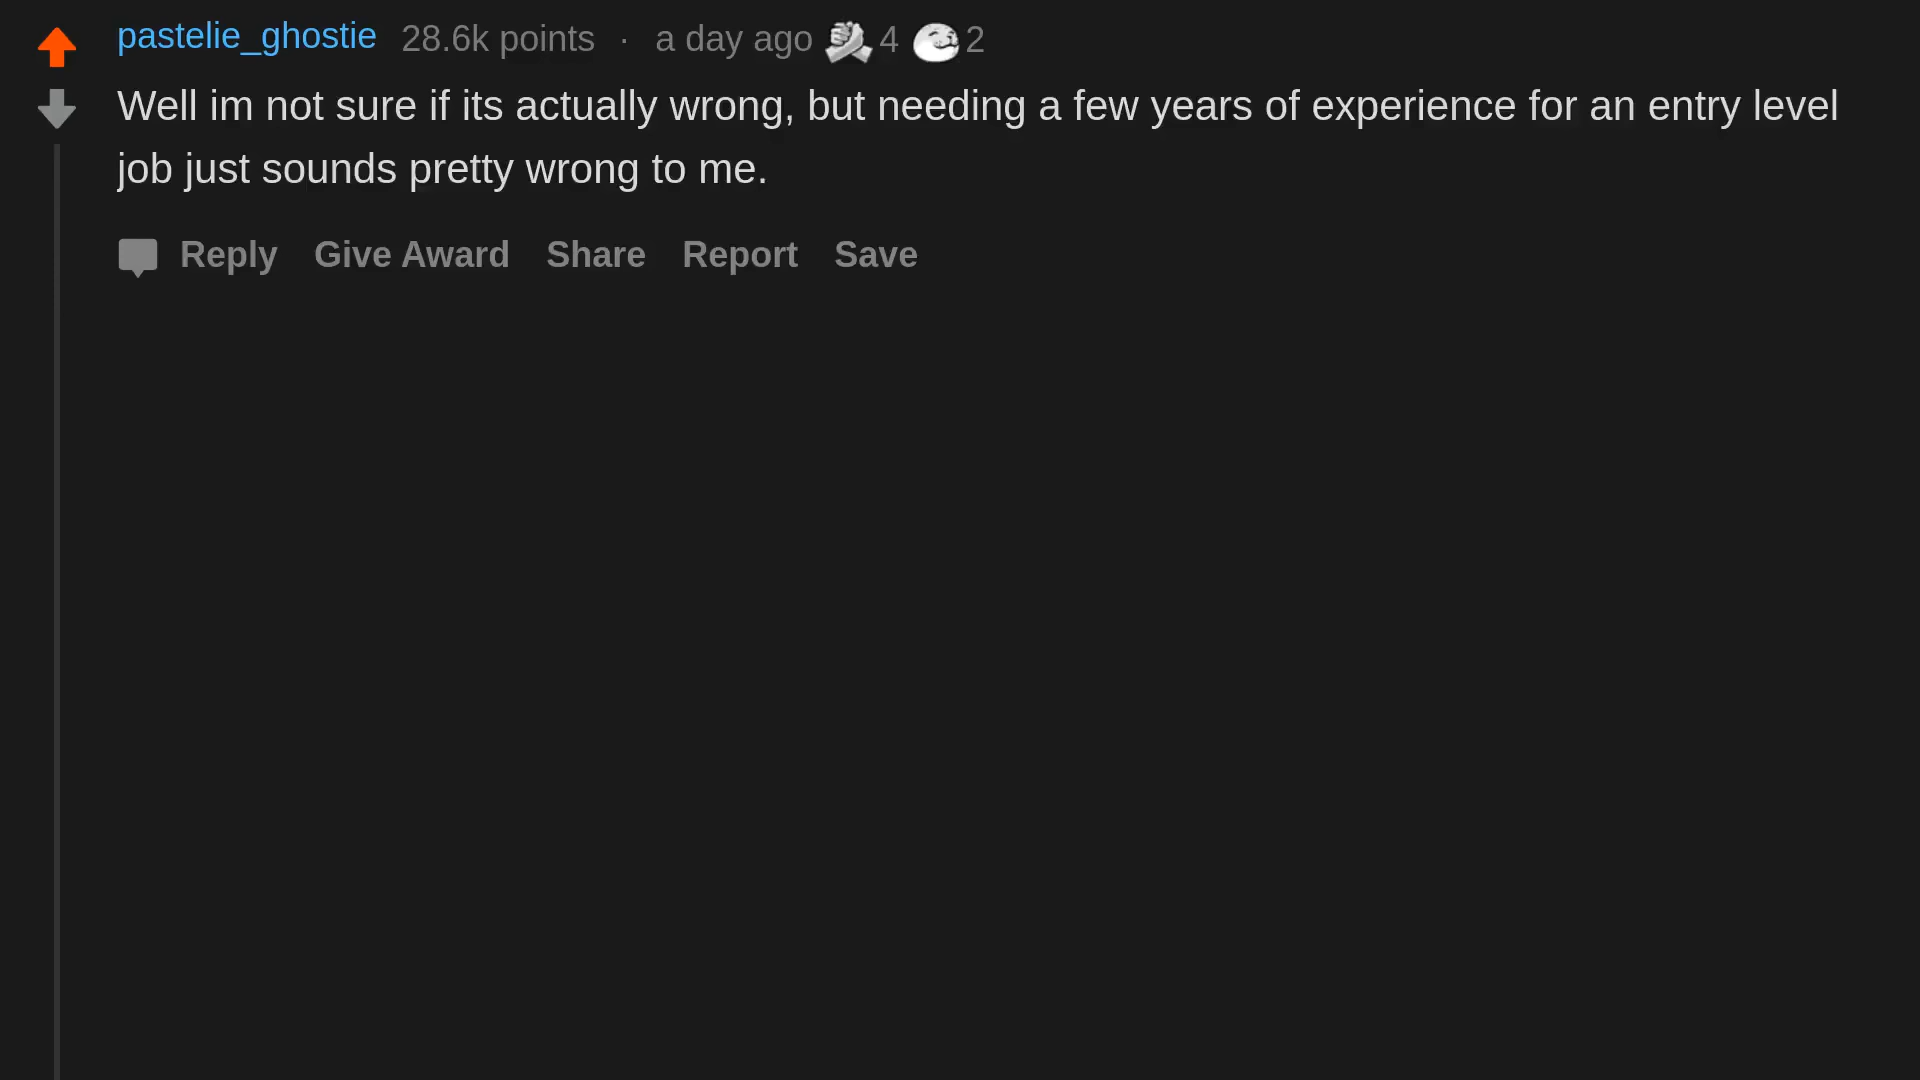 pastelie_ghostie 28.6k points · a day ago 4 2
Well im not sure if its actually wrong, but needing a few years of experience for an entry level
job just sounds pretty wrong to me.
Reply Give Award Share Report Save